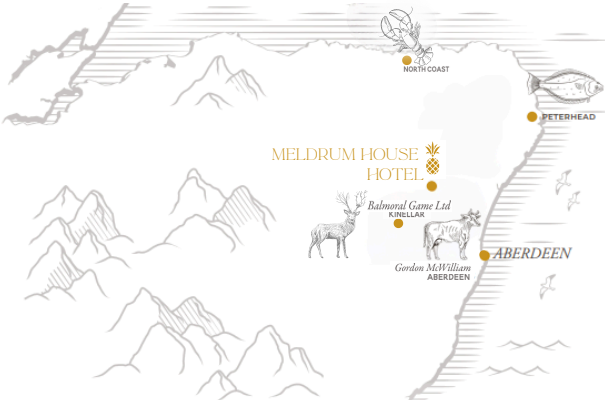 NORTH COAST
PETERHEAD
MELDRUM HOUSE
HOTEL
Balmoral Game Ltd
KINELLAR
ABERDEEN
Gordon McWilliam
ABERDEEN